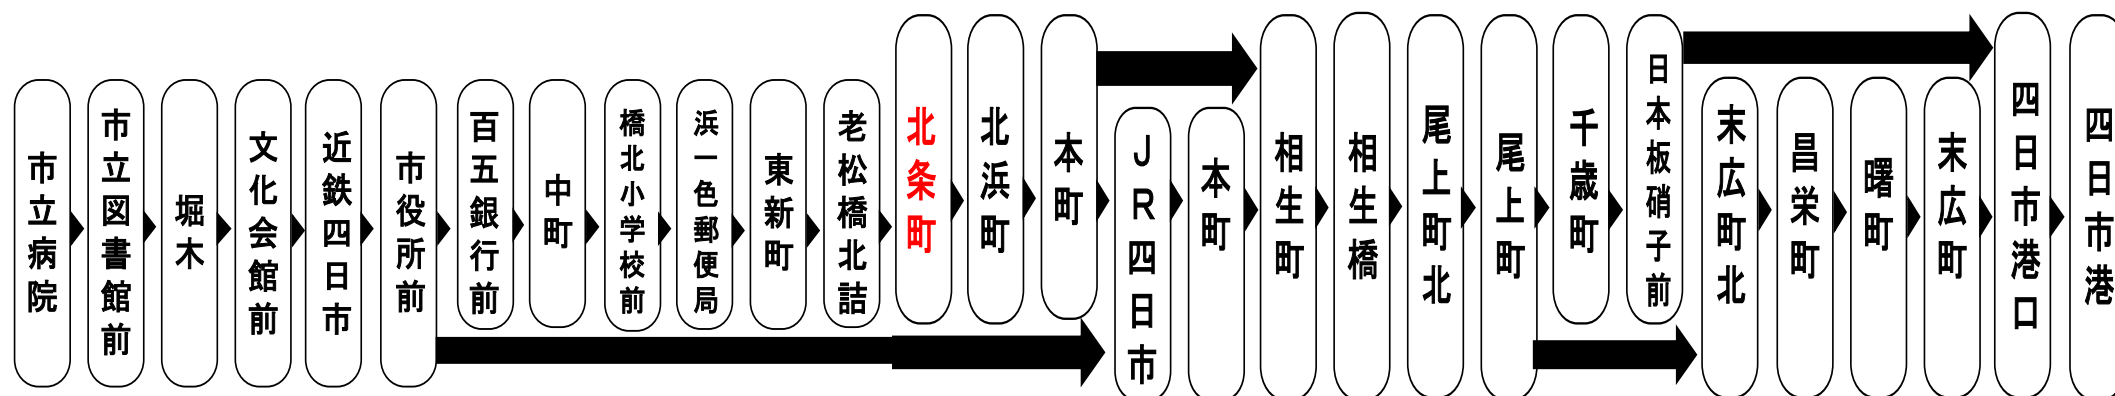 市立病院
市立図書館前
堀木
文化会館前
近鉄四日市
市役所前
百五銀行前
中町
橋北小学校前
浜一色郵便局
東新町
老松橋北詰
北条町
北浜町
本町
JR四日市
本町
相生町
相生橋
尾上町北
尾上町
千歳町
日本板硝子前
末広町北
昌栄町
曙町
末広町
四日市港口
四日市港